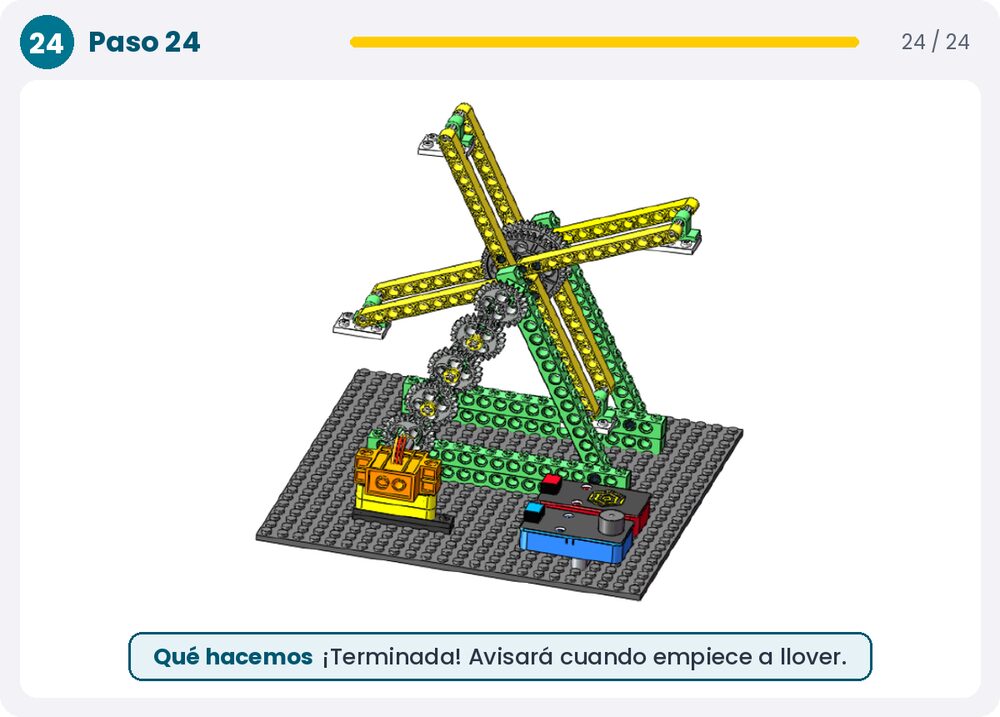 24 Paso 24 24 / 24
Qué hacemos ¡Terminada! Avisará cuando empiece a llover.